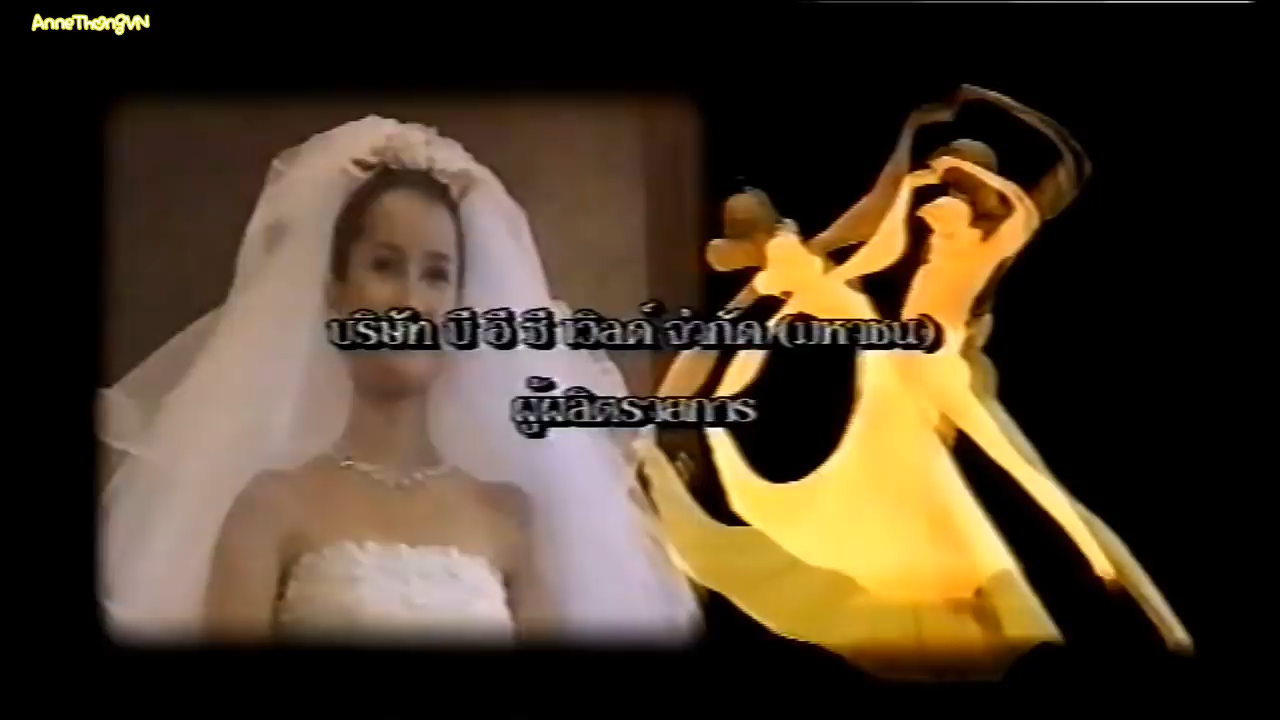 AnneThongVN
บริษัท บี อี ซี เวิลด์ จำกัด (มหาชน)
ผู้ผลิตรายการ